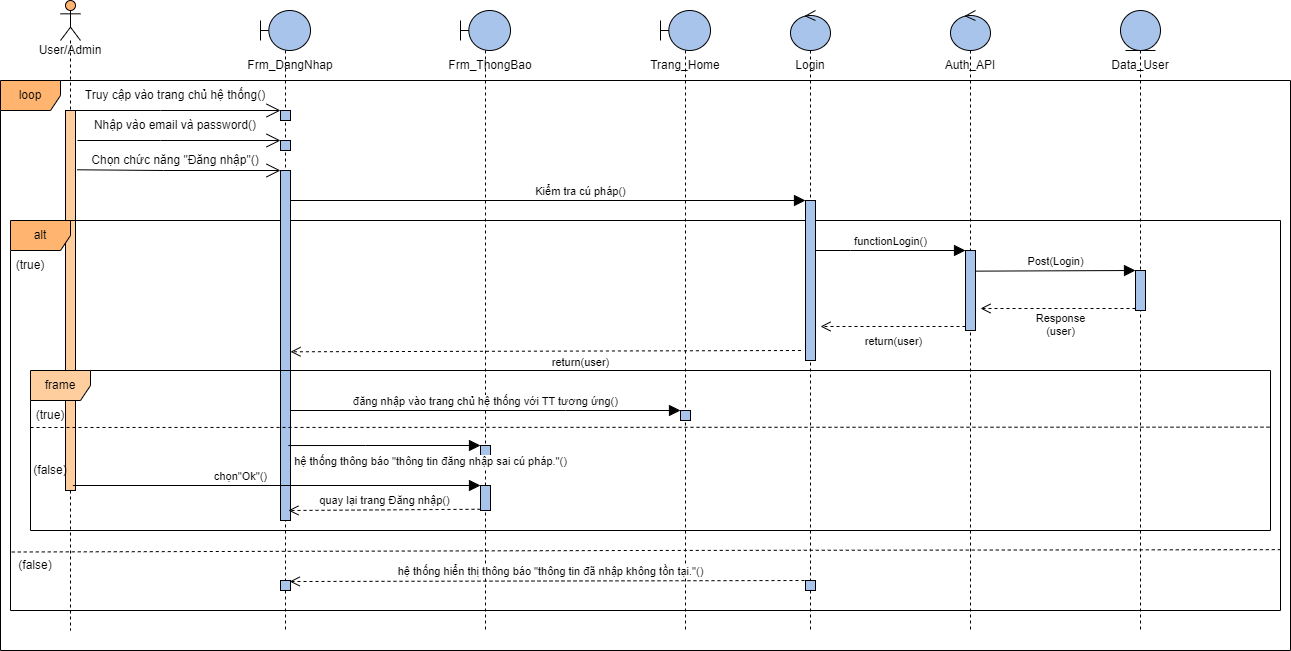 User/Admin
Frm_DangNhap
Frm_ThongBao
Trang_Home
Login
Auth_API
Data_User
loop
Truy cập vào trang chủ hệ thống()
Nhập vào email và password()
Chọn chức năng "Đăng nhập"()
Kiểm tra cú pháp()
alt
(true)
functionLogin()
Post(Login)
Response
(user)
return(user)
return(user)
frame
(true)
đăng nhập vào trang chủ hệ thống với TT tương ứng()
(false)
hệ thống thông báo "thông tin đăng nhập sai cú pháp."()
chọn"Ok"()
quay lại trang Đăng nhập()
(false)
hệ thống hiển thị thông báo "thông tin đã nhập không tồn tại."()